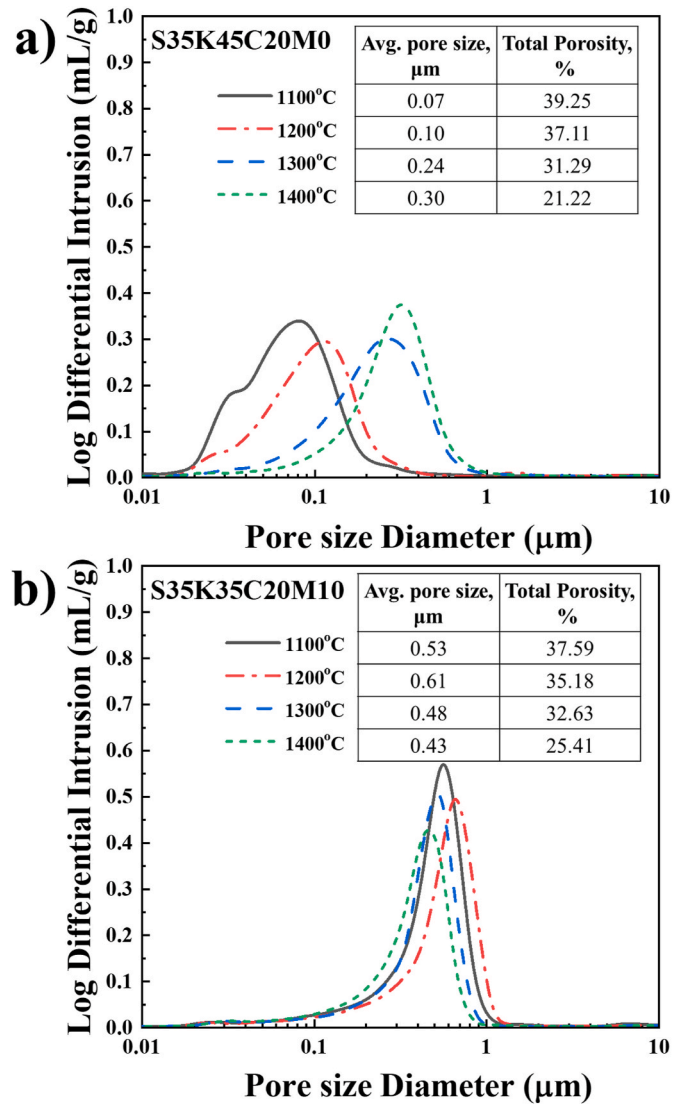 a)
S35K45C20M0
Avg. pore size, Total Porosity,
µm %
1100°C 0.07 39.25
1200°C 0.10 37.11
1300°C 0.24 31.29
1400°C 0.30 21.22
Log Differential Intrusion (mL/g)
1.0
0.9
0.8
0.7
0.6
0.5
0.4
0.3
0.2
0.1
0.0
0.01 0.1 1 10
Pore size Diameter (µm)
b)
S35K35C20M10
Avg. pore size, Total Porosity,
µm %
1100°C 0.53 37.59
1200°C 0.61 35.18
1300°C 0.48 32.63
1400°C 0.43 25.41
Log Differential Intrusion (mL/g)
1.0
0.9
0.8
0.7
0.6
0.5
0.4
0.3
0.2
0.1
0.0
0.01 0.1 1 10
Pore size Diameter (µm)